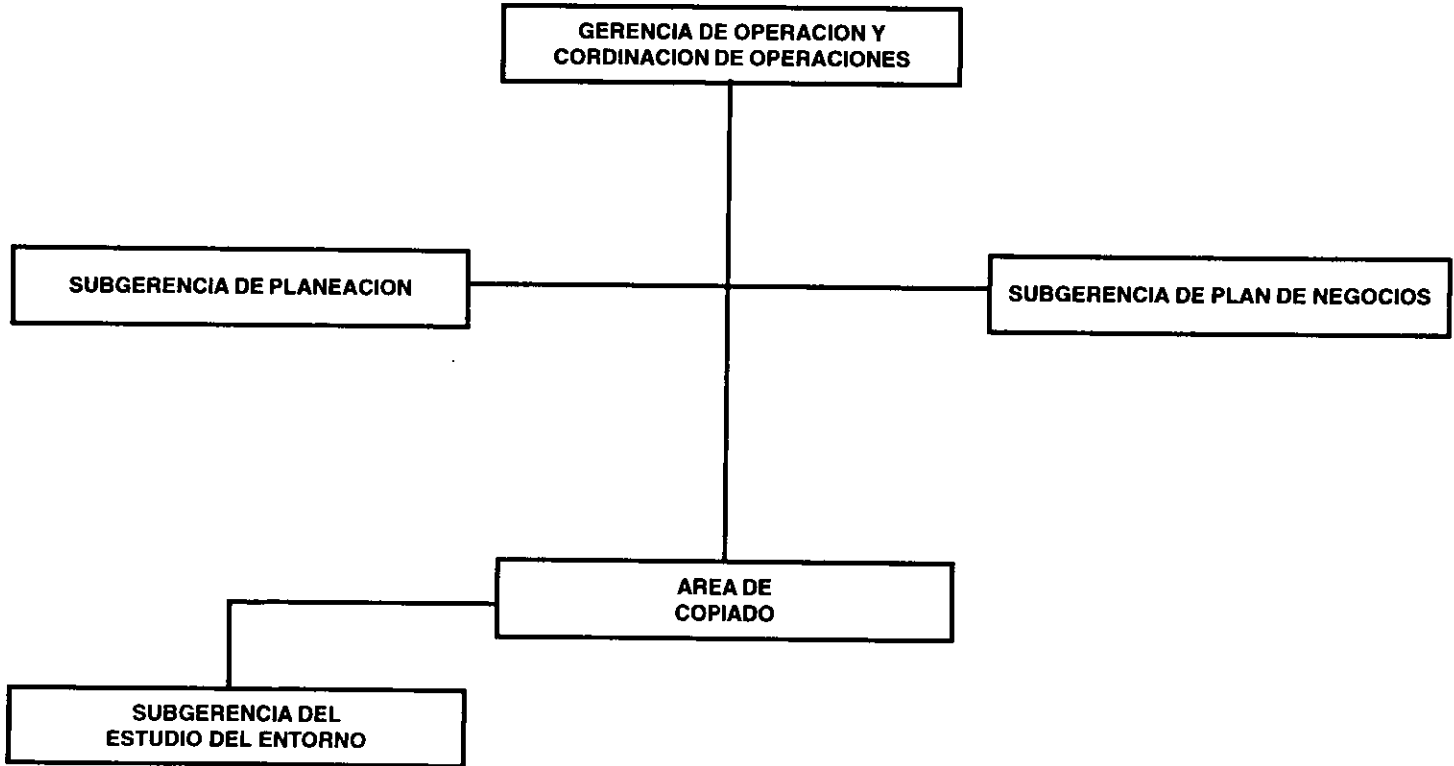 GERENCIA DE OPERACION Y
CORDINACION DE OPERACIONES
SUBGERENCIA DE PLANEACION
SUBGERENCIA DE PLAN DE NEGOCIOS
AREA DE
COPIADO
SUBGERENCIA DEL
ESTUDIO DEL ENTORNO